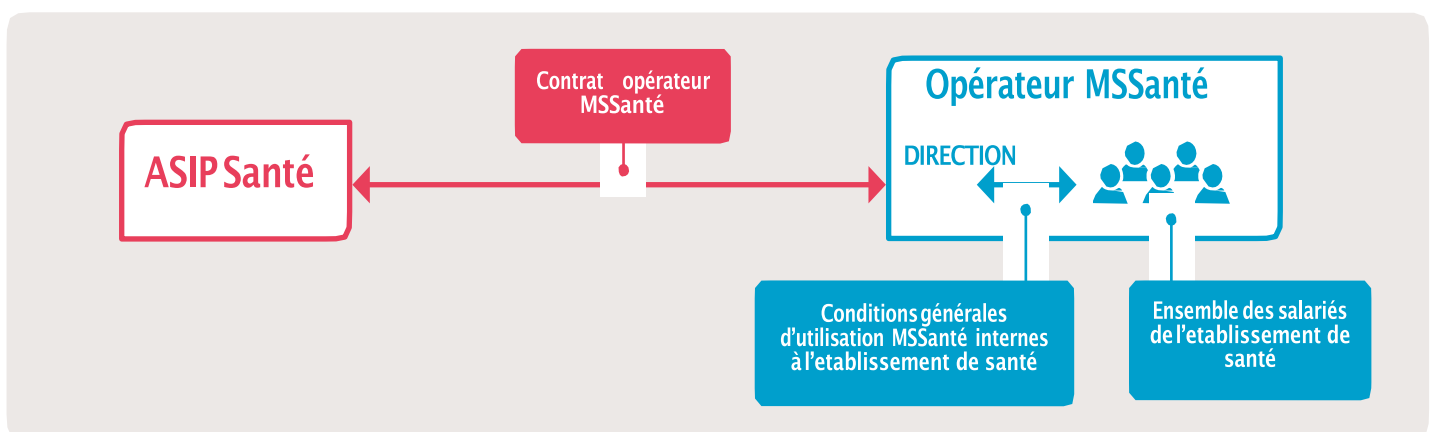 Contrat opérateur
MSSanté
Opérateur MSSanté
ASIP Santé
DIRECTION
Conditions générales
d'utilisation MSSanté internes
à l'etablissement de santé
Ensemble des salariés
de l'etablissement de
santé